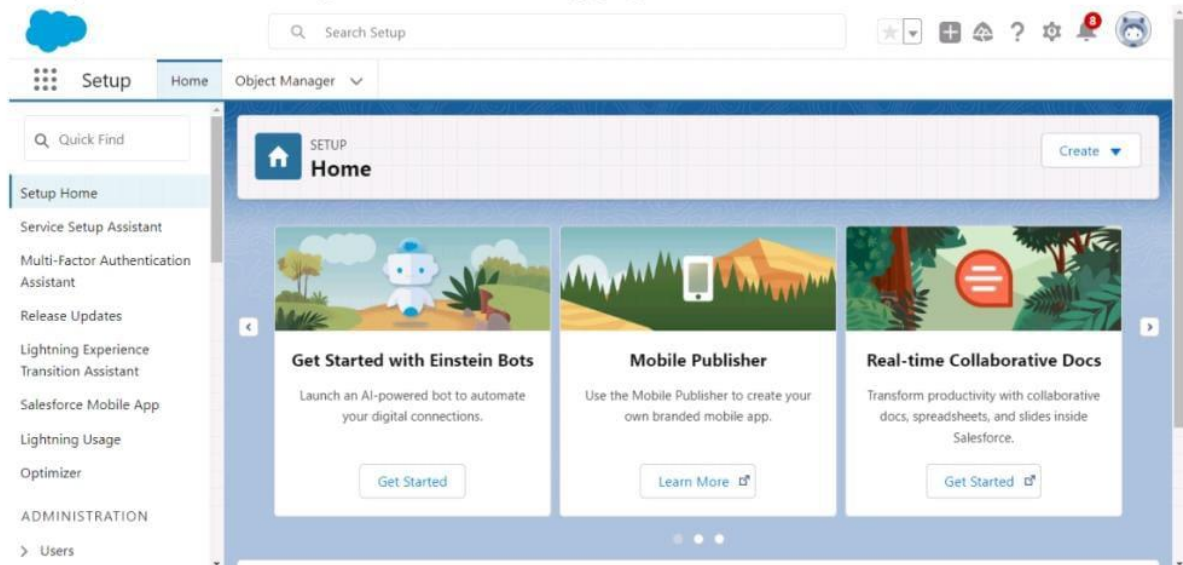 Search Setup
8
Setup
Home
Object Manager
Quick Find
Setup Home
Service Setup Assistant
Multi-Factor Authentication
Assistant
Release Updates
Lightning Experience
Transition Assistant
Salesforce Mobile App
Lightning Usage
Optimizer
ADMINISTRATION
Users
SETUP
Home
Create
Get Started with Einstein Bots
Launch an AI-powered bot to automate
your digital connections.
Get Started
Mobile Publisher
Use the Mobile Publisher to create your
own branded mobile app.
Learn More
Real-time Collaborative Docs
Transform productivity with collaborative
docs, spreadsheets, and slides inside
Salesforce.
Get Started